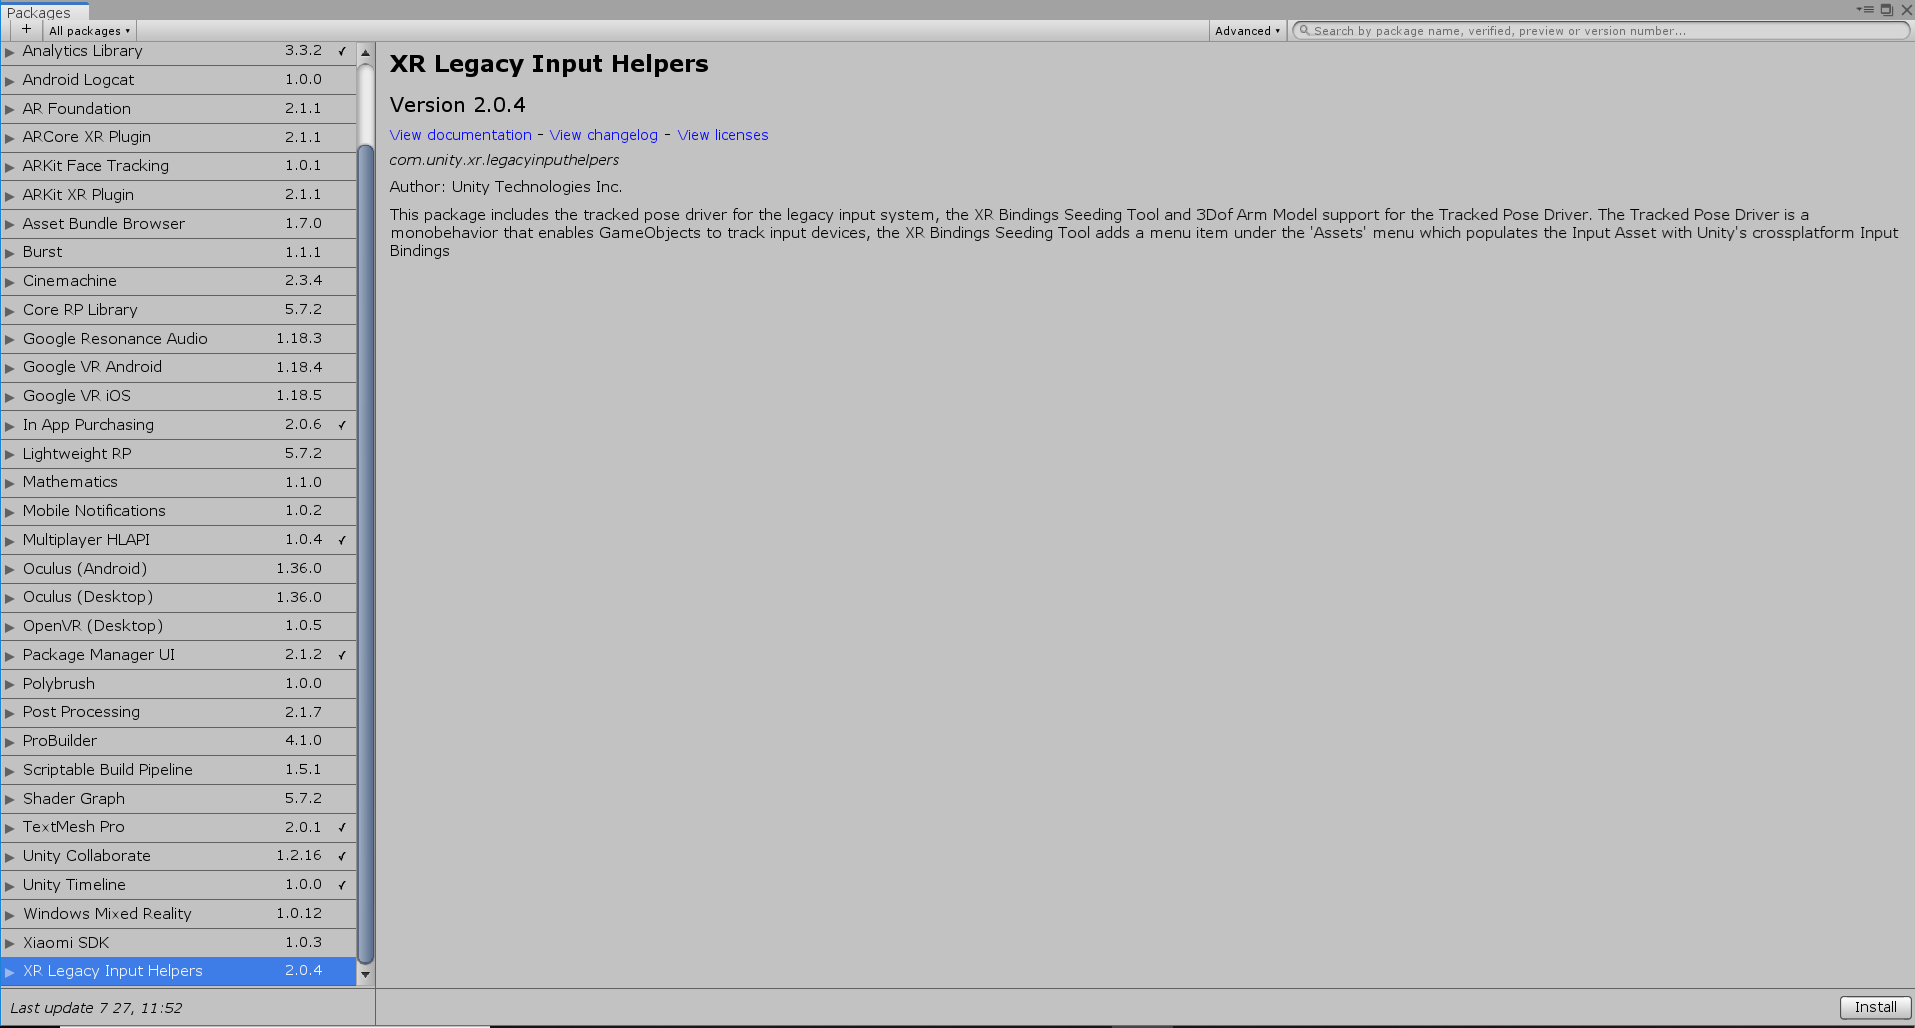 Packages
+ All packages Advanced Search by package name, verified, preview or version number...
Analytics Library 3.3.2 ✓
Android Logcat 1.0.0
AR Foundation 2.1.1
ARCore XR Plugin 2.1.1
ARKit Face Tracking 1.0.1
ARKit XR Plugin 2.1.1
Asset Bundle Browser 1.7.0
Burst 1.1.1
Cinemachine 2.3.4
Core RP Library 5.7.2
Google Resonance Audio 1.18.3
Google VR Android 1.18.4
Google VR iOS 1.18.5
In App Purchasing 2.0.6 ✓
Lightweight RP 5.7.2
Mathematics 1.1.0
Mobile Notifications 1.0.2
Multiplayer HLAPI 1.0.4 ✓
Oculus (Android) 1.36.0
Oculus (Desktop) 1.36.0
OpenVR (Desktop) 1.0.5
Package Manager UI 2.1.2 ✓
Polybrush 1.0.0
Post Processing 2.1.7
ProBuilder 4.1.0
Scriptable Build Pipeline 1.5.1
Shader Graph 5.7.2
TextMesh Pro 2.0.1 ✓
Unity Collaborate 1.2.16 ✓
Unity Timeline 1.0.0 ✓
Windows Mixed Reality 1.0.12
Xiaomi SDK 1.0.3
XR Legacy Input Helpers 2.0.4
Last update 7 27, 11:52
XR Legacy Input Helpers
Version 2.0.4
View documentation - View changelog - View licenses
com.unity.xr.legacyinputhelpers
Author: Unity Technologies Inc.
This package includes the tracked pose driver for the legacy input system, the XR Bindings Seeding Tool and 3Dof Arm Model support for the Tracked Pose Driver. The Tracked Pose Driver is a
monobehavior that enables GameObjects to track input devices, the XR Bindings Seeding Tool adds a menu item under the 'Assets' menu which populates the Input Asset with Unity's crossplatform Input
Bindings
Install